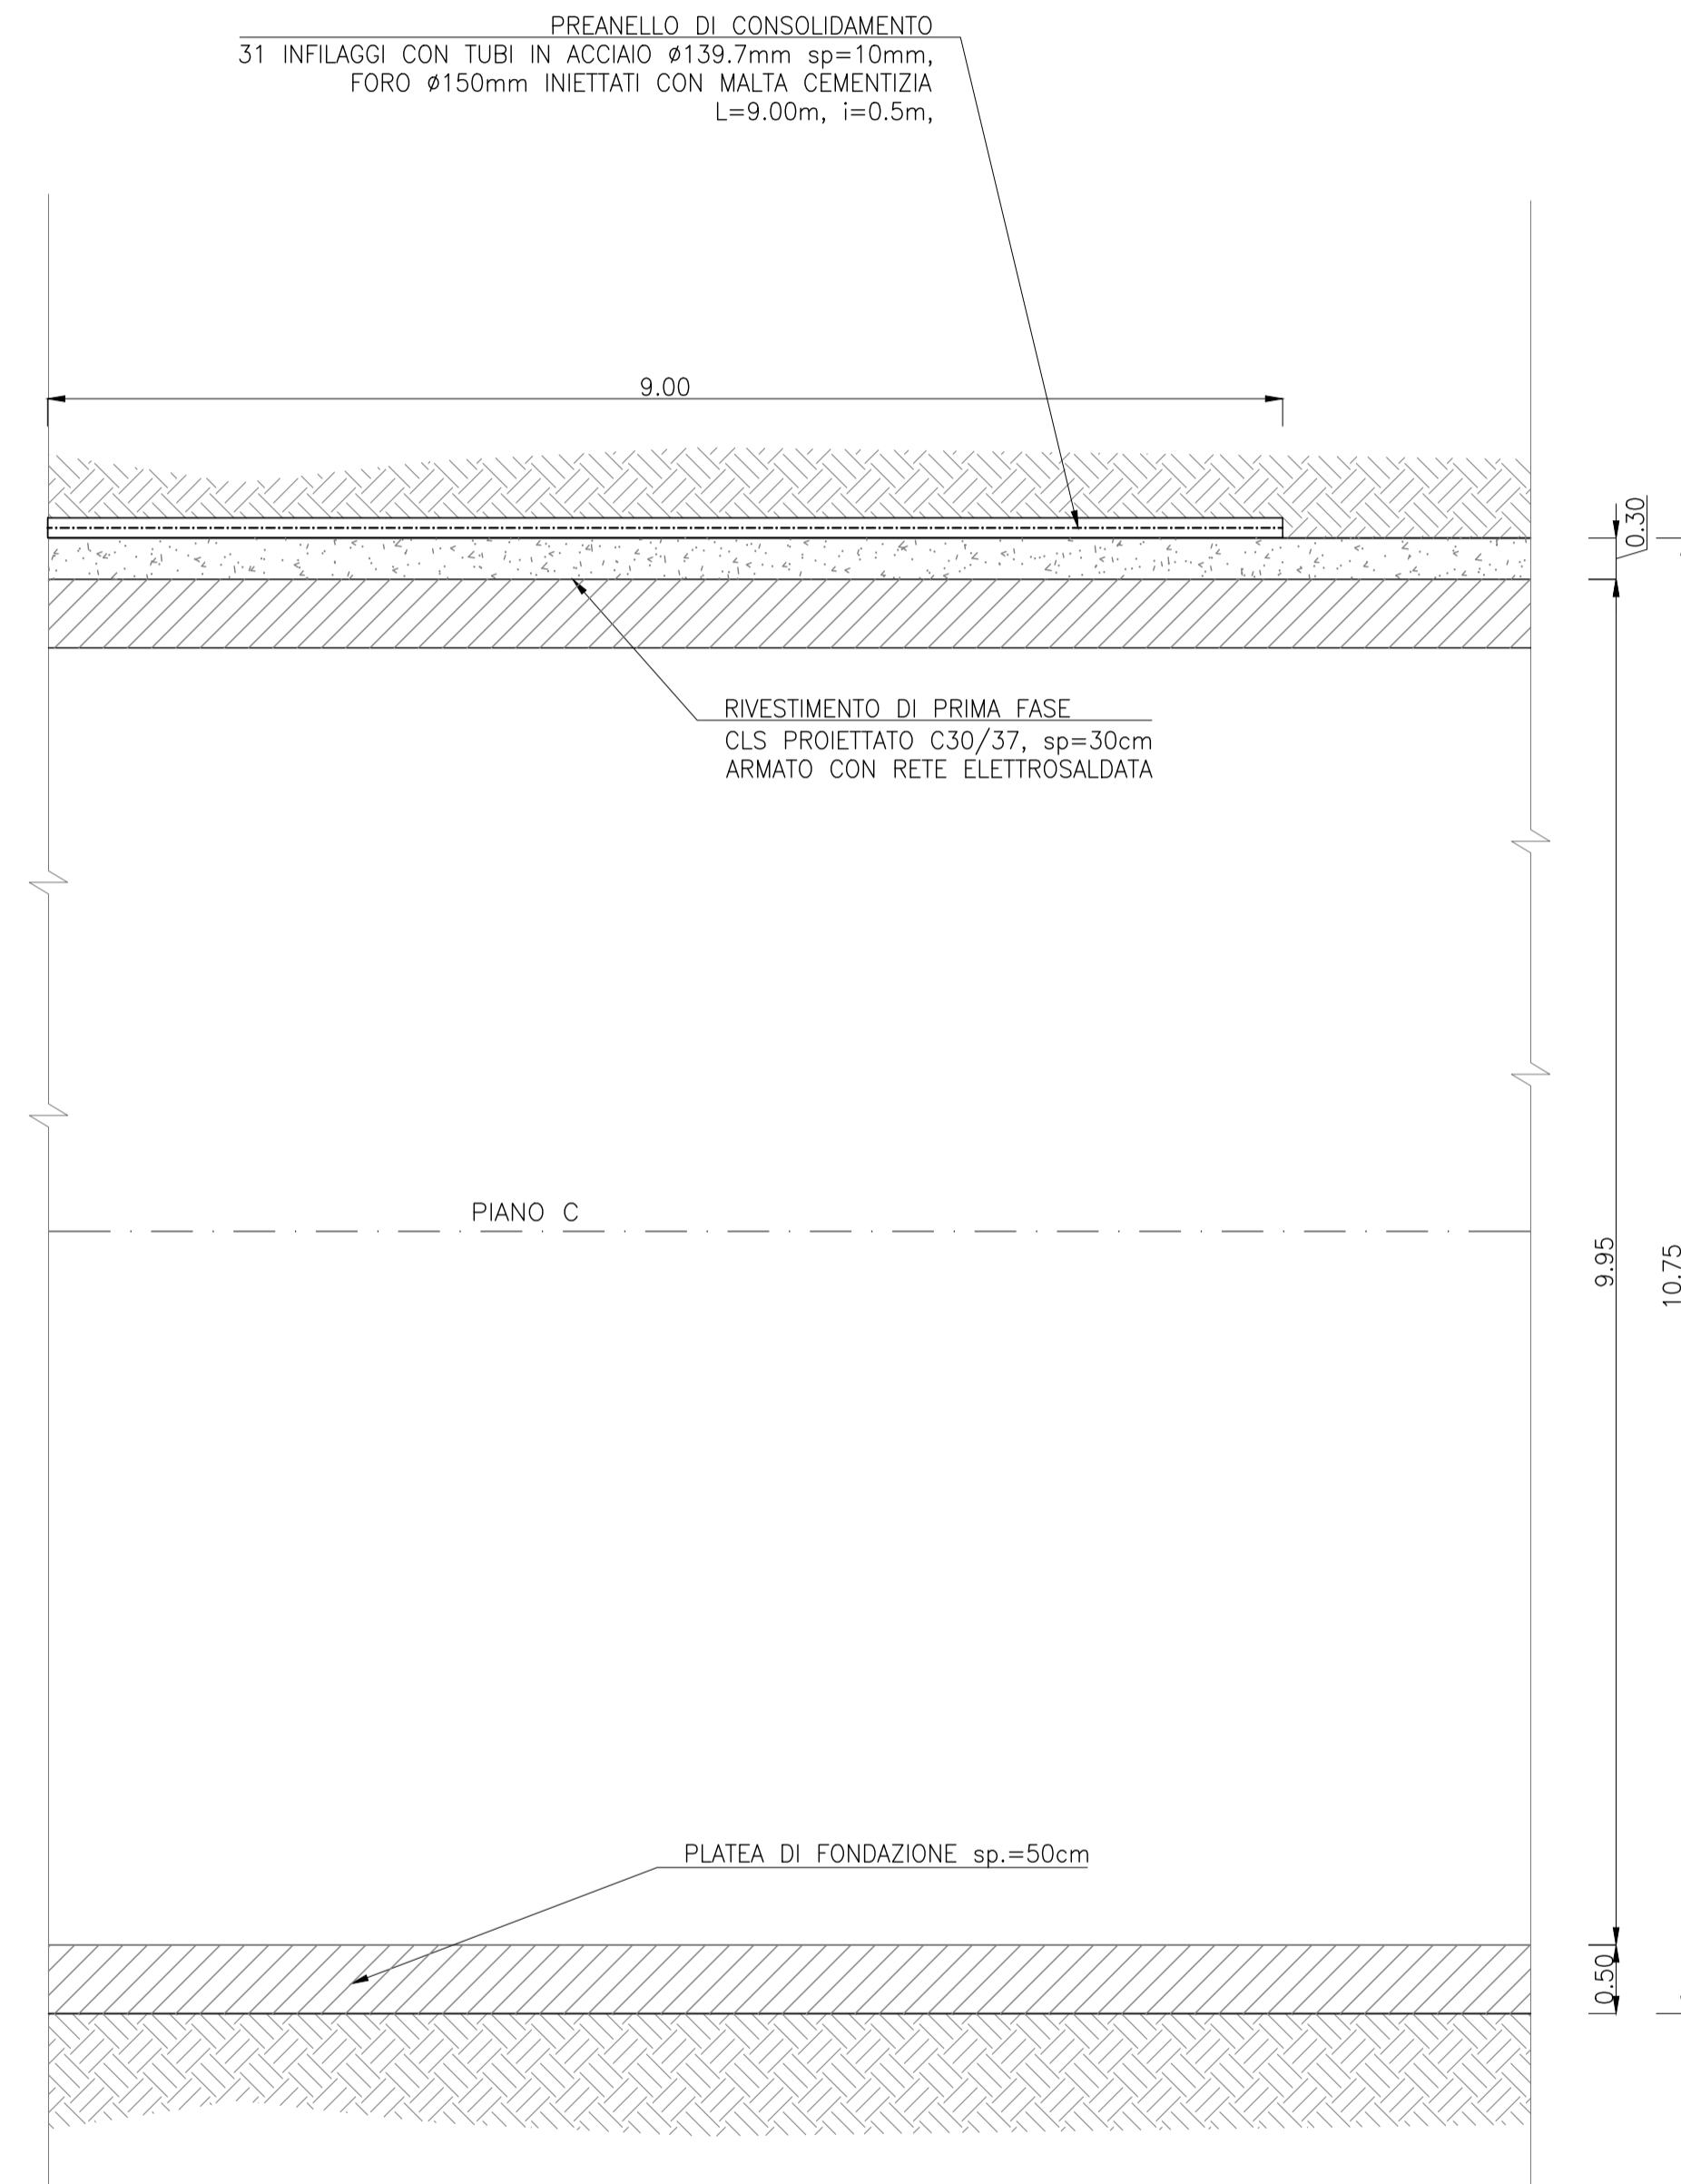 PREANELLO DI CONSOLIDAMENTO
31 INFILAGGI CON TUBI IN ACCIAIO ø139.7mm sp=10mm,
FORO ø150mm INIETTATI CON MALTA CEMENTIZIA
L=9.00m, i=0.5m,
9.00
0.30
RIVESTIMENTO DI PRIMA FASE
CLS PROIETTATO C30/37, sp=30cm
ARMATO CON RETE ELETTROSALDATA
PIANO C
9.95
10.75
PLATEA DI FONDAZIONE sp.=50cm
0.50